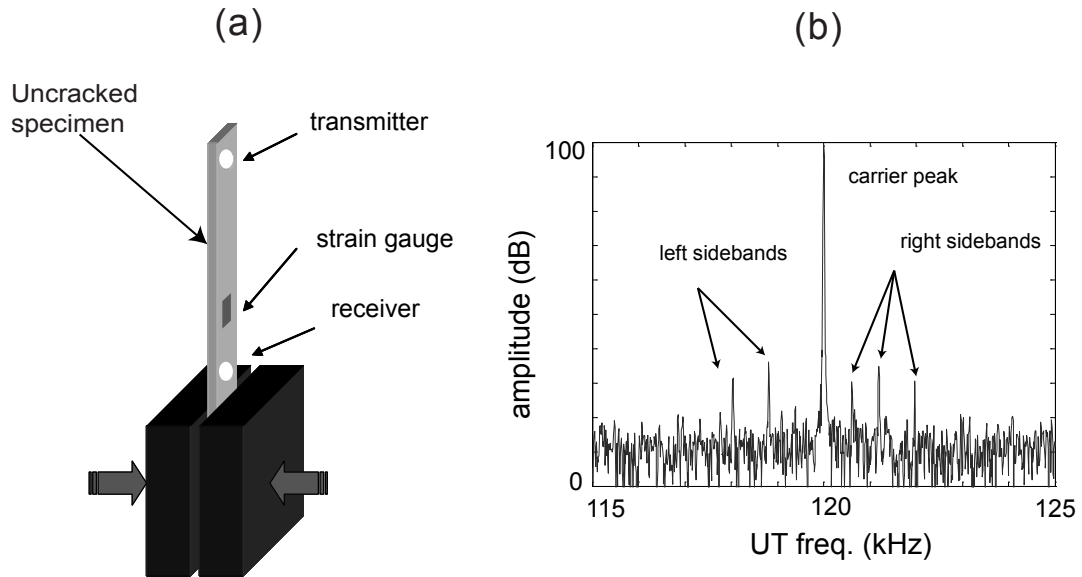 (a)
Uncracked
specimen
transmitter
strain gauge
receiver
(b)
100
carrier peak
left sidebands
right sidebands
amplitude (dB)
0
115
120
125
UT freq. (kHz)